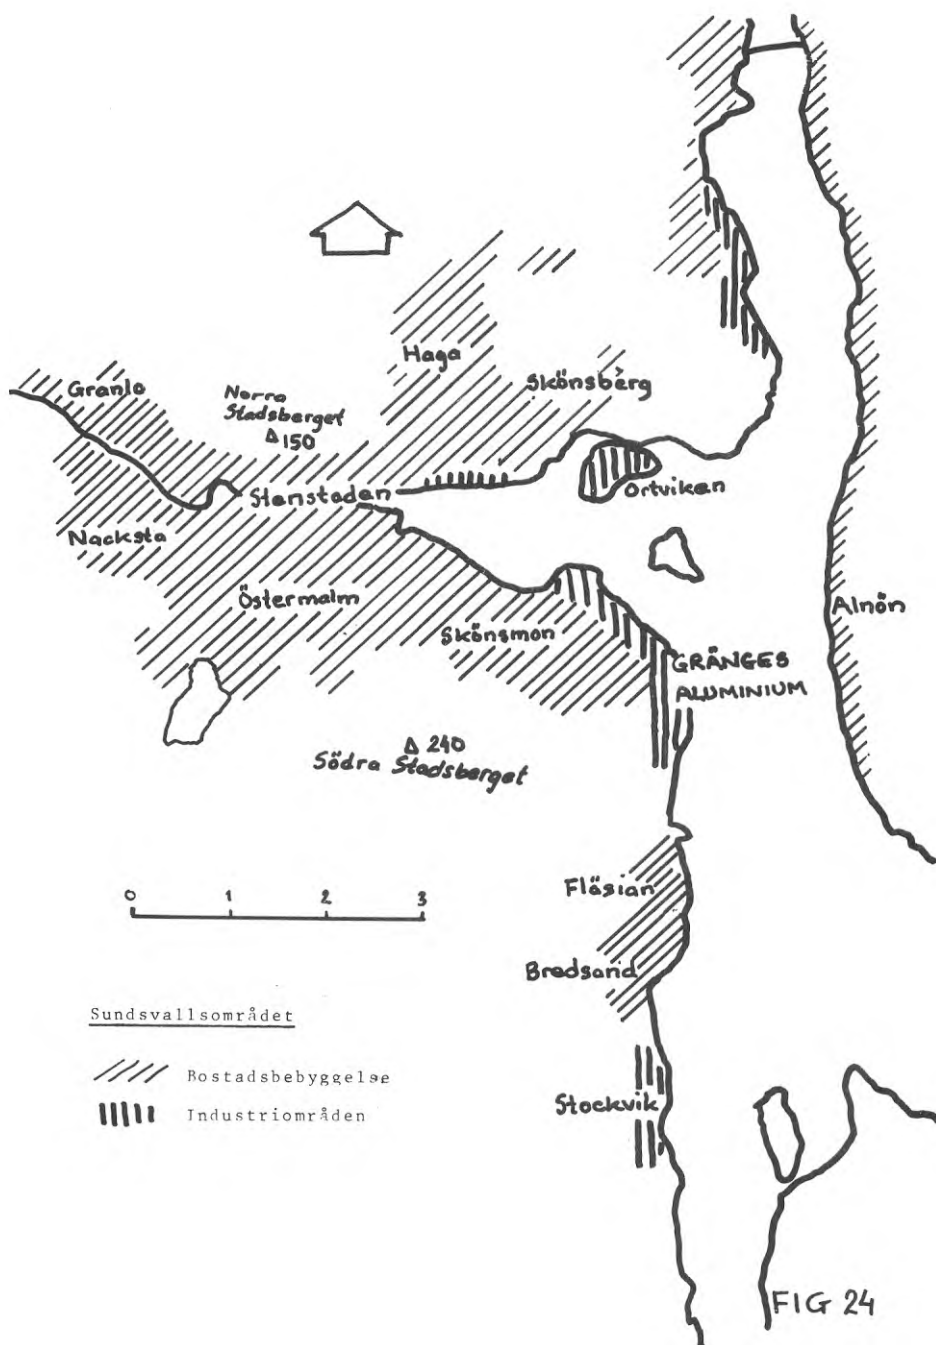 Haga
Skönsberg
Granlo
Norra
Stadsberget
Δ 150
Stenstaden
Ortviken
Nacksta
Östermalm
Skönsmon
Alnön
GRÄNGES
ALUMINIUM
Δ 240
Södra Stadsberget
0 1 2 3
Fläsian
Bredsand
Sundsvallsområdet
Bostadsbebyggelse
Industriområden
Stockvik
FIG 24